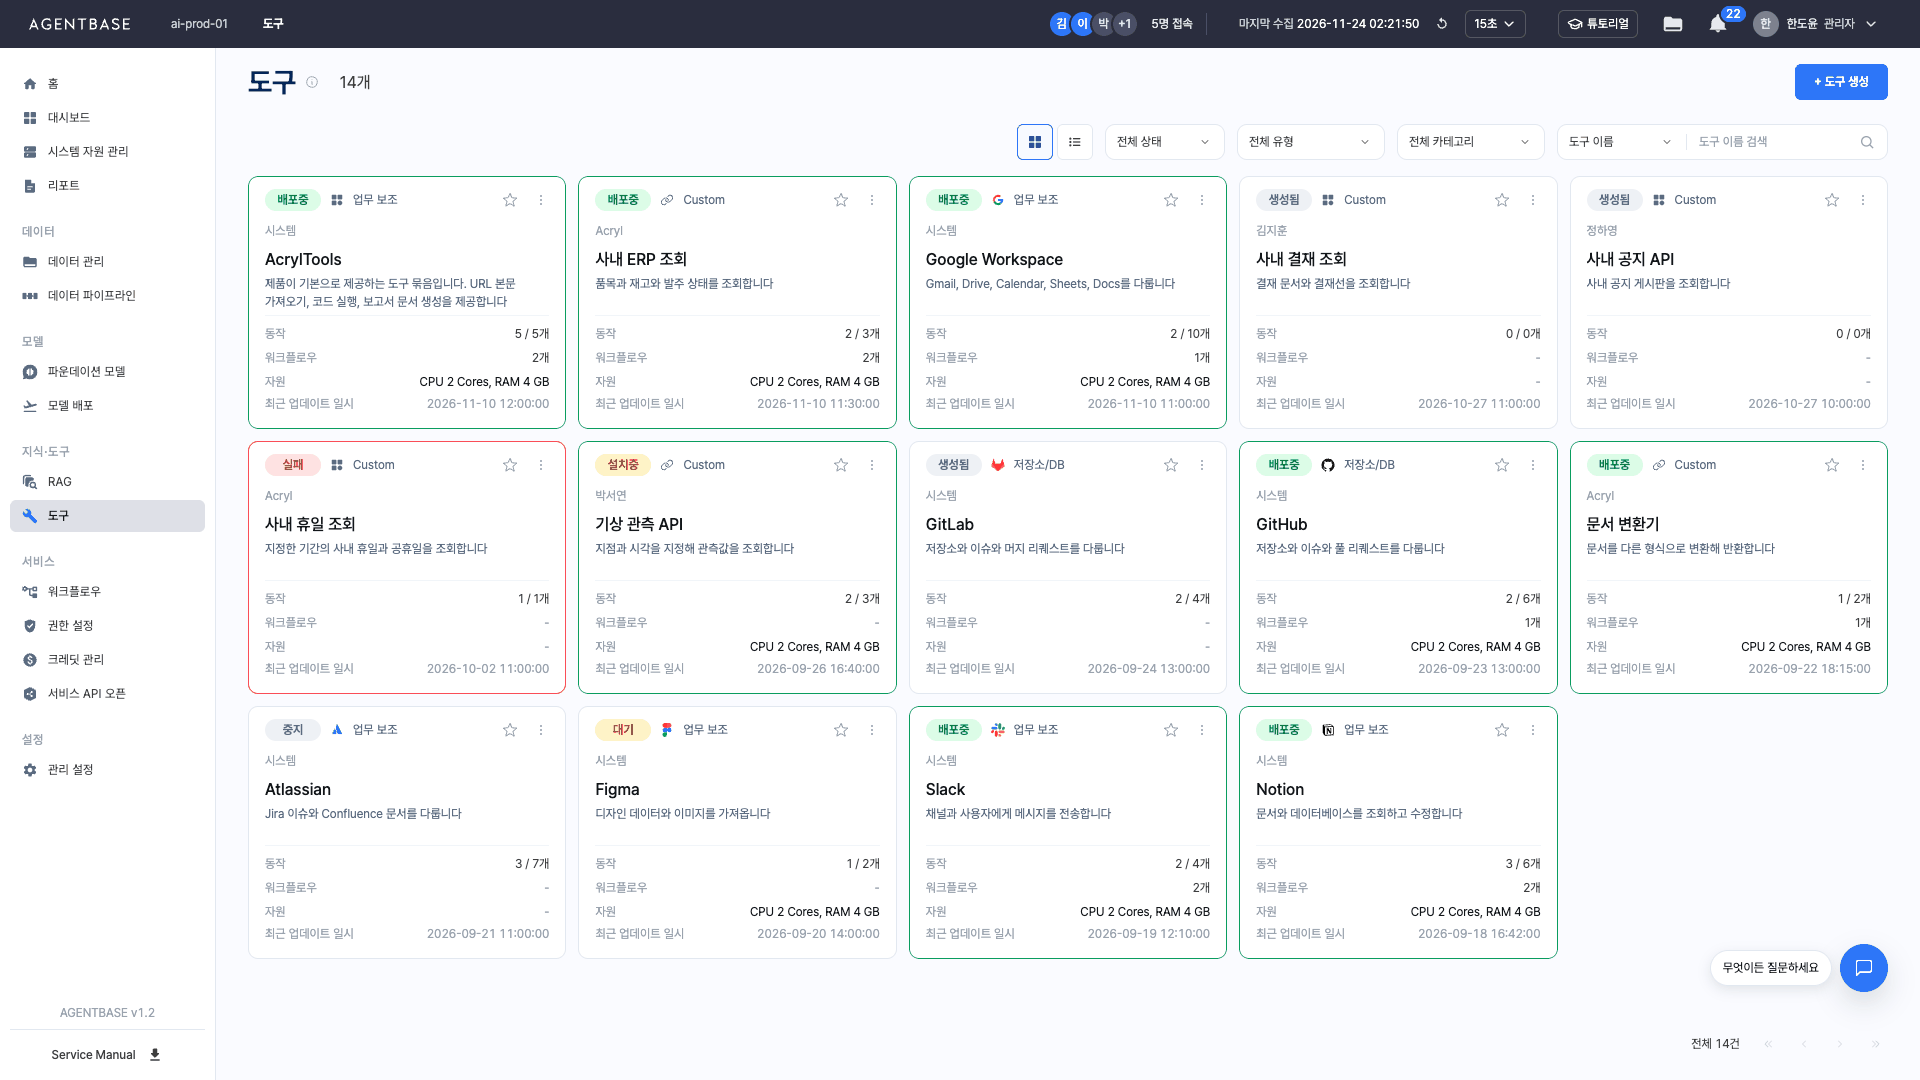 AGENTBASE
ai-prod-01
도구
김 이 박 +1 5명 접속
마지막 수집 2026-11-24 02:21:50
15초
튜토리얼
22
한 한도윤 관리자
홈
대시보드
시스템 자원 관리
리포트
데이터
데이터 관리
데이터 파이프라인
모델
파운데이션 모델
모델 배포
지식·도구
RAG
도구
서비스
워크플로우
권한 설정
크레딧 관리
서비스 API 오픈
설정
관리 설정
AGENTBASE v1.2
Service Manual
도구 14개
+ 도구 생성
전체 상태
전체 유형
전체 카테고리
도구 이름
도구 이름 검색
배포중 업무 보조
시스템
AcrylTools
제품이 기본으로 제공하는 도구 묶음입니다. URL 본문
가져오기, 코드 실행, 보고서 문서 생성을 제공합니다
동작 5 / 5개
워크플로우 2개
자원 CPU 2 Cores, RAM 4 GB
최근 업데이트 일시 2026-11-10 12:00:00
배포중 Custom
Acryl
사내 ERP 조회
품목과 재고와 발주 상태를 조회합니다
동작 2 / 3개
워크플로우 2개
자원 CPU 2 Cores, RAM 4 GB
최근 업데이트 일시 2026-11-10 11:30:00
배포중 업무 보조
시스템
Google Workspace
Gmail, Drive, Calendar, Sheets, Docs를 다룹니다
동작 2 / 10개
워크플로우 1개
자원 CPU 2 Cores, RAM 4 GB
최근 업데이트 일시 2026-11-10 11:00:00
생성됨 Custom
김지훈
사내 결재 조회
결재 문서와 결재선을 조회합니다
동작 0 / 0개
워크플로우 -
자원 -
최근 업데이트 일시 2026-10-27 11:00:00
생성됨 Custom
정하영
사내 공지 API
사내 공지 게시판을 조회합니다
동작 0 / 0개
워크플로우 -
자원 -
최근 업데이트 일시 2026-10-27 10:00:00
실패 Custom
Acryl
사내 휴일 조회
지정한 기간의 사내 휴일과 공휴일을 조회합니다
동작 1 / 1개
워크플로우 -
자원 -
최근 업데이트 일시 2026-10-02 11:00:00
설치중 Custom
박서연
기상 관측 API
지점과 시각을 지정해 관측값을 조회합니다
동작 2 / 3개
워크플로우 -
자원 CPU 2 Cores, RAM 4 GB
최근 업데이트 일시 2026-09-26 16:40:00
생성됨 저장소/DB
시스템
GitLab
저장소와 이슈와 머지 리퀘스트를 다룹니다
동작 2 / 4개
워크플로우 -
자원 -
최근 업데이트 일시 2026-09-24 13:00:00
배포중 저장소/DB
시스템
GitHub
저장소와 이슈와 풀 리퀘스트를 다룹니다
동작 2 / 6개
워크플로우 1개
자원 CPU 2 Cores, RAM 4 GB
최근 업데이트 일시 2026-09-23 13:00:00
배포중 Custom
Acryl
문서 변환기
문서를 다른 형식으로 변환해 반환합니다
동작 1 / 2개
워크플로우 1개
자원 CPU 2 Cores, RAM 4 GB
최근 업데이트 일시 2026-09-22 18:15:00
중지 업무 보조
시스템
Atlassian
Jira 이슈와 Confluence 문서를 다룹니다
동작 3 / 7개
워크플로우 -
자원 -
최근 업데이트 일시 2026-09-21 11:00:00
대기 업무 보조
시스템
Figma
디자인 데이터와 이미지를 가져옵니다
동작 1 / 2개
워크플로우 -
자원 CPU 2 Cores, RAM 4 GB
최근 업데이트 일시 2026-09-20 14:00:00
배포중 업무 보조
시스템
Slack
채널과 사용자에게 메시지를 전송합니다
동작 2 / 4개
워크플로우 2개
자원 CPU 2 Cores, RAM 4 GB
최근 업데이트 일시 2026-09-19 12:10:00
배포중 업무 보조
시스템
Notion
문서와 데이터베이스를 조회하고 수정합니다
동작 3 / 6개
워크플로우 2개
자원 CPU 2 Cores, RAM 4 GB
최근 업데이트 일시 2026-09-18 16:42:00
무엇이든 질문하세요
전체 14건